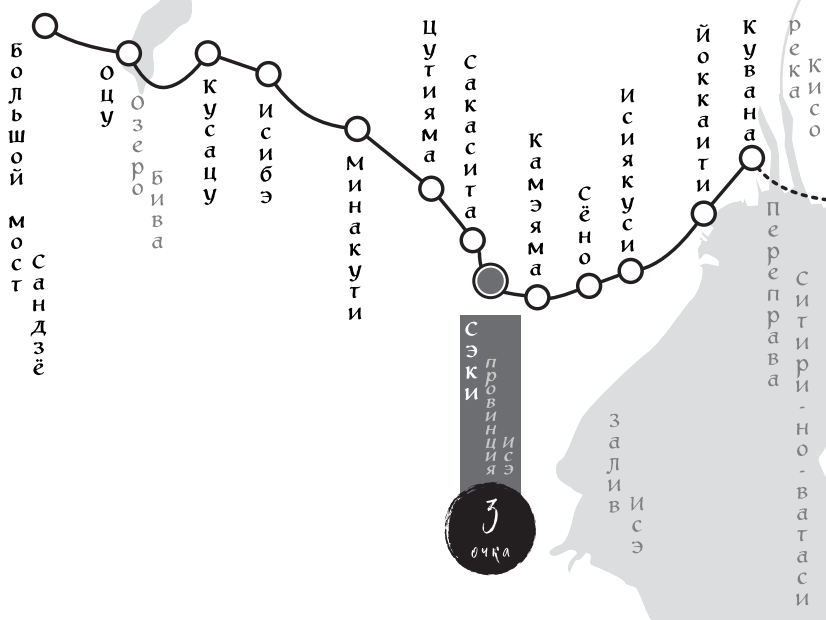 Большой мост
Сандзё
Оцу
Озеро
Бива
Кусацу
Исибэ
Минакути
Цутияма
Сакасита
Сэки
провинция
Исэ
3
очка
Камэяма
Сёно
Исиякуси
Йоккаити
Кувана
река
Кисо
Переправа
Ситири-но-ватаси
залив
Исэ